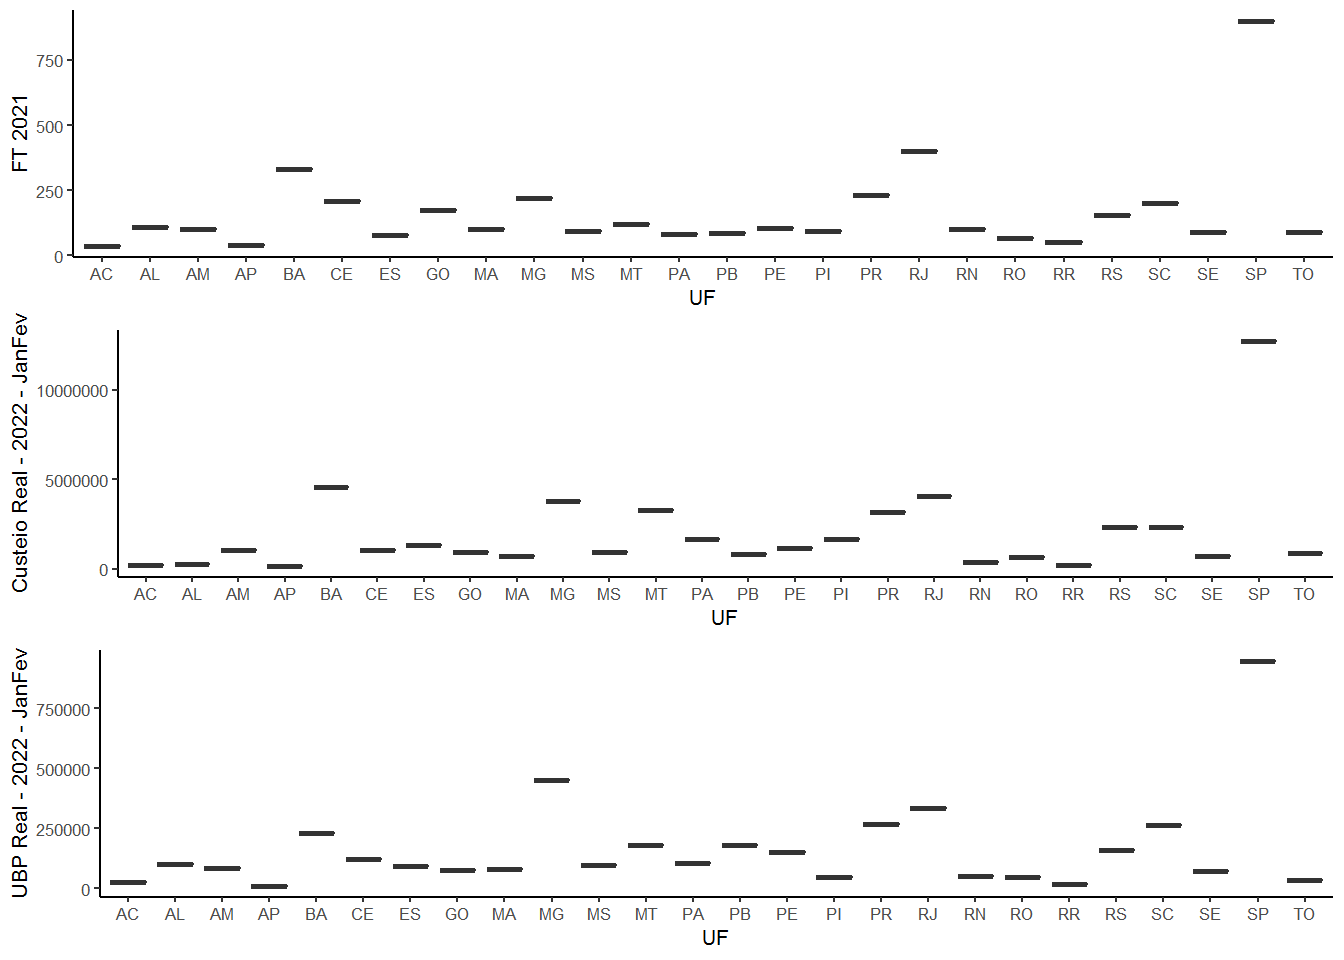 FT 2021
750
500
250
0
AC AL AM AP BA CE ES GO MA MG MS MT PA PB PE PI PR RJ RN RO RR RS SC SE SP TO
UF
Custeio Real - 2022 - JanFev
10000000
5000000
0
AC AL AM AP BA CE ES GO MA MG MS MT PA PB PE PI PR RJ RN RO RR RS SC SE SP TO
UF
UBP Real - 2022 - JanFev
750000
500000
250000
0
AC AL AM AP BA CE ES GO MA MG MS MT PA PB PE PI PR RJ RN RO RR RS SC SE SP TO
UF